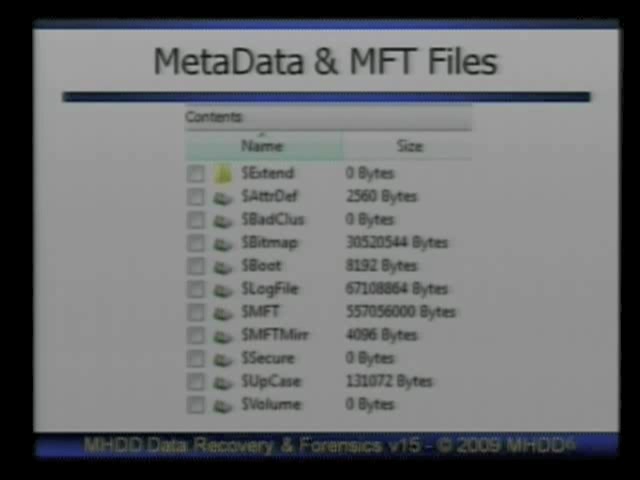 MetaData & MFT Files
Contents
Name Size
$Extend 0 Bytes
$AttrDef 2560 Bytes
$BadClus 0 Bytes
$Bitmap 30520544 Bytes
$Boot 8192 Bytes
$LogFile 67108864 Bytes
$MFT 557056000 Bytes
$MFTMirr 4096 Bytes
$Secure 0 Bytes
$UpCase 131072 Bytes
$Volume 0 Bytes
MHDD Data Recovery & Forensics v15 - © 2009